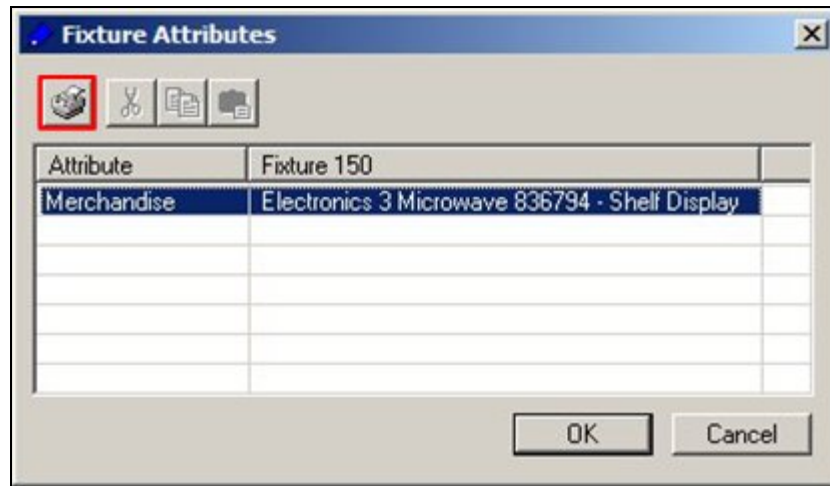 Fixture Attributes
Attribute Fixture 150
Merchandise Electronics 3 Microwave 836794 - Shelf Display
OK Cancel